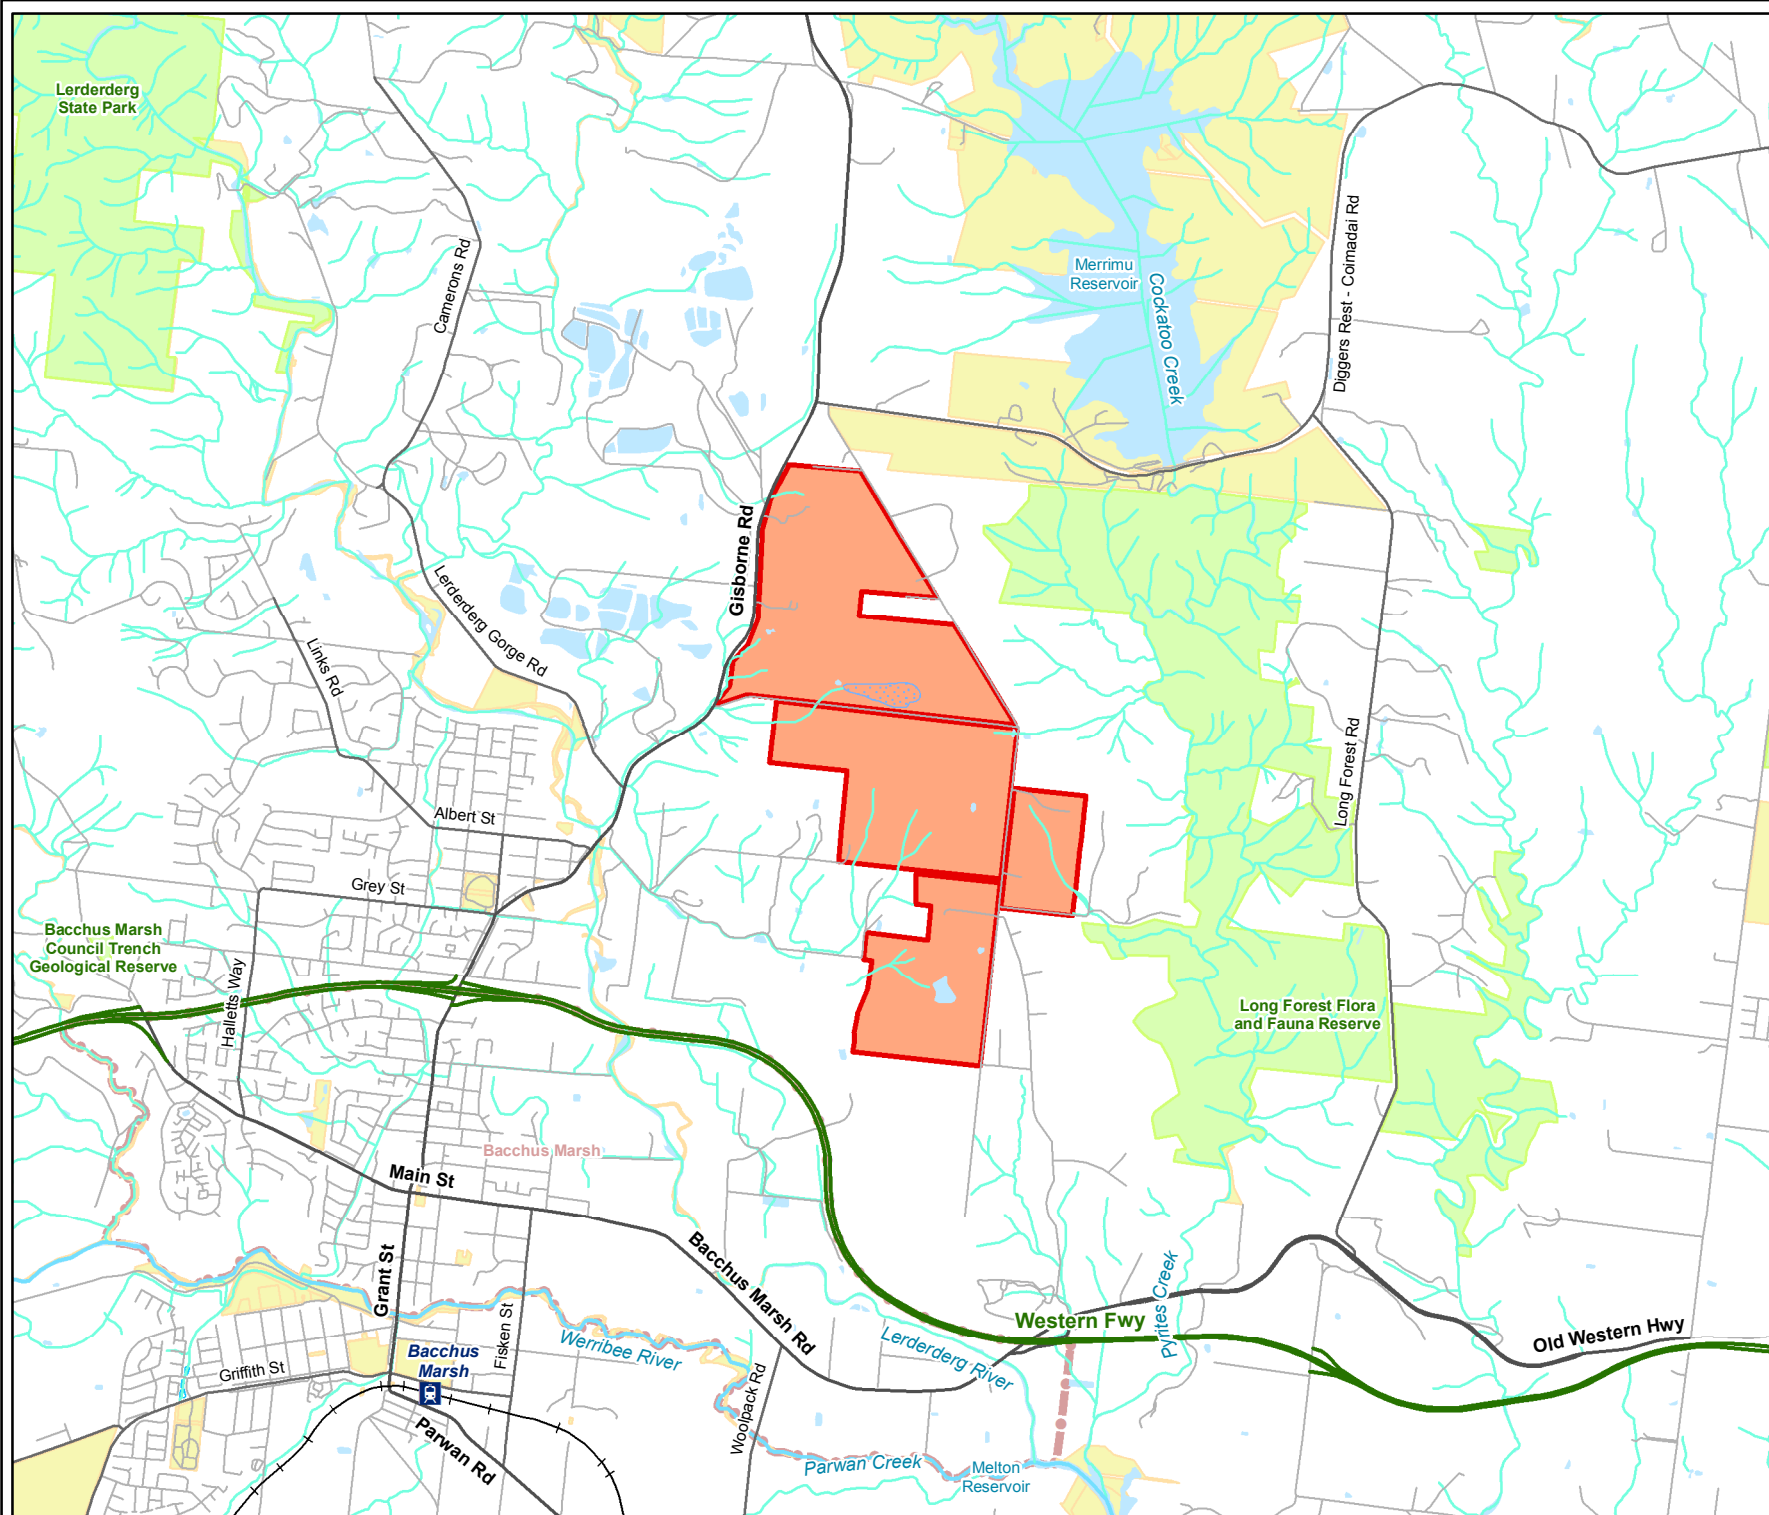 Lerderderg
State Park
Camerons Rd
Diggers Rest - Coimadai Rd
Merrimu
Reservoir
Cockatoo Creek
Gisborne Rd
Lerderderg Gorge Rd
Links Rd
Long Forest Rd
Albert St
Grey St
Bacchus Marsh
Council Trench
Geological Reserve
Halletts Way
Long Forest Flora
and Fauna Reserve
Bacchus Marsh
Main St
Grant St
Bacchus Marsh Rd
Pyrites Creek
Western Fwy
Old Western Hwy
Fisken St
Werribee River
Lerderderg River
Bacchus
Marsh
Griffith St
Woolpack Rd
Parwan Rd
Parwan Creek
Melton
Reservoir